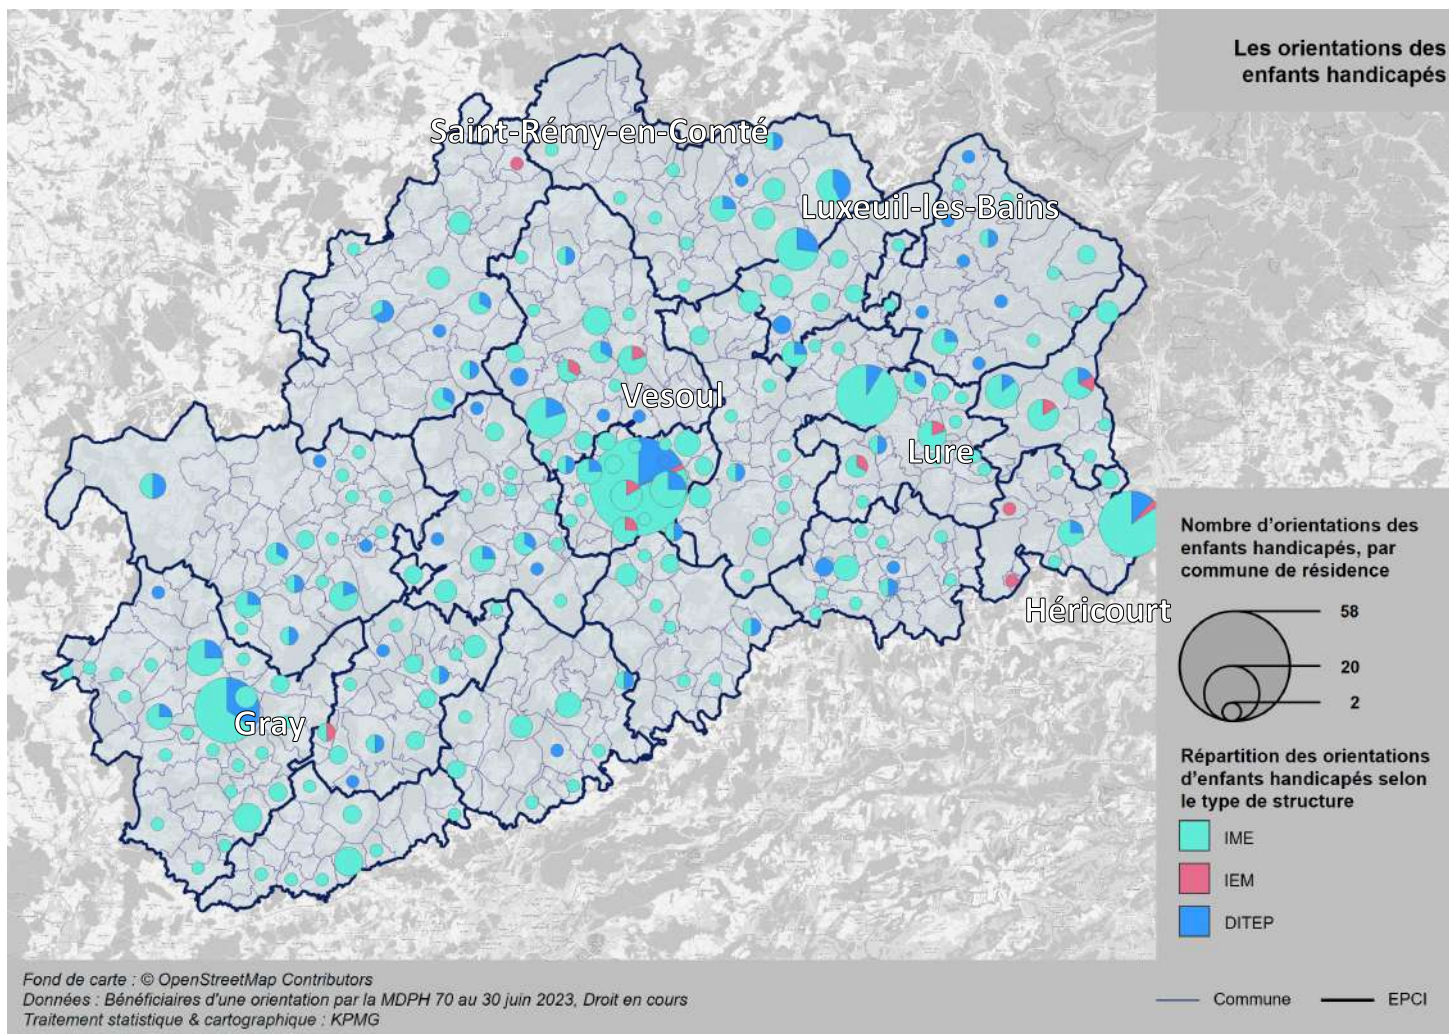 Les orientations des
enfants handicapés
Saint-Rémy-en-Comté
Luxeuil-les-Bains
Vesoul
Lure
Héricourt
Gray
Nombre d'orientations des
enfants handicapés, par
commune de résidence
58
20
2
Répartition des orientations
d'enfants handicapés selon
le type de structure
IME
IEM
DITEP
Fond de carte : © OpenStreetMap Contributors
Données : Bénéficiaires d'une orientation par la MDPH 70 au 30 juin 2023, Droit en cours
Traitement statistique & cartographique : KPMG
Commune
EPCI